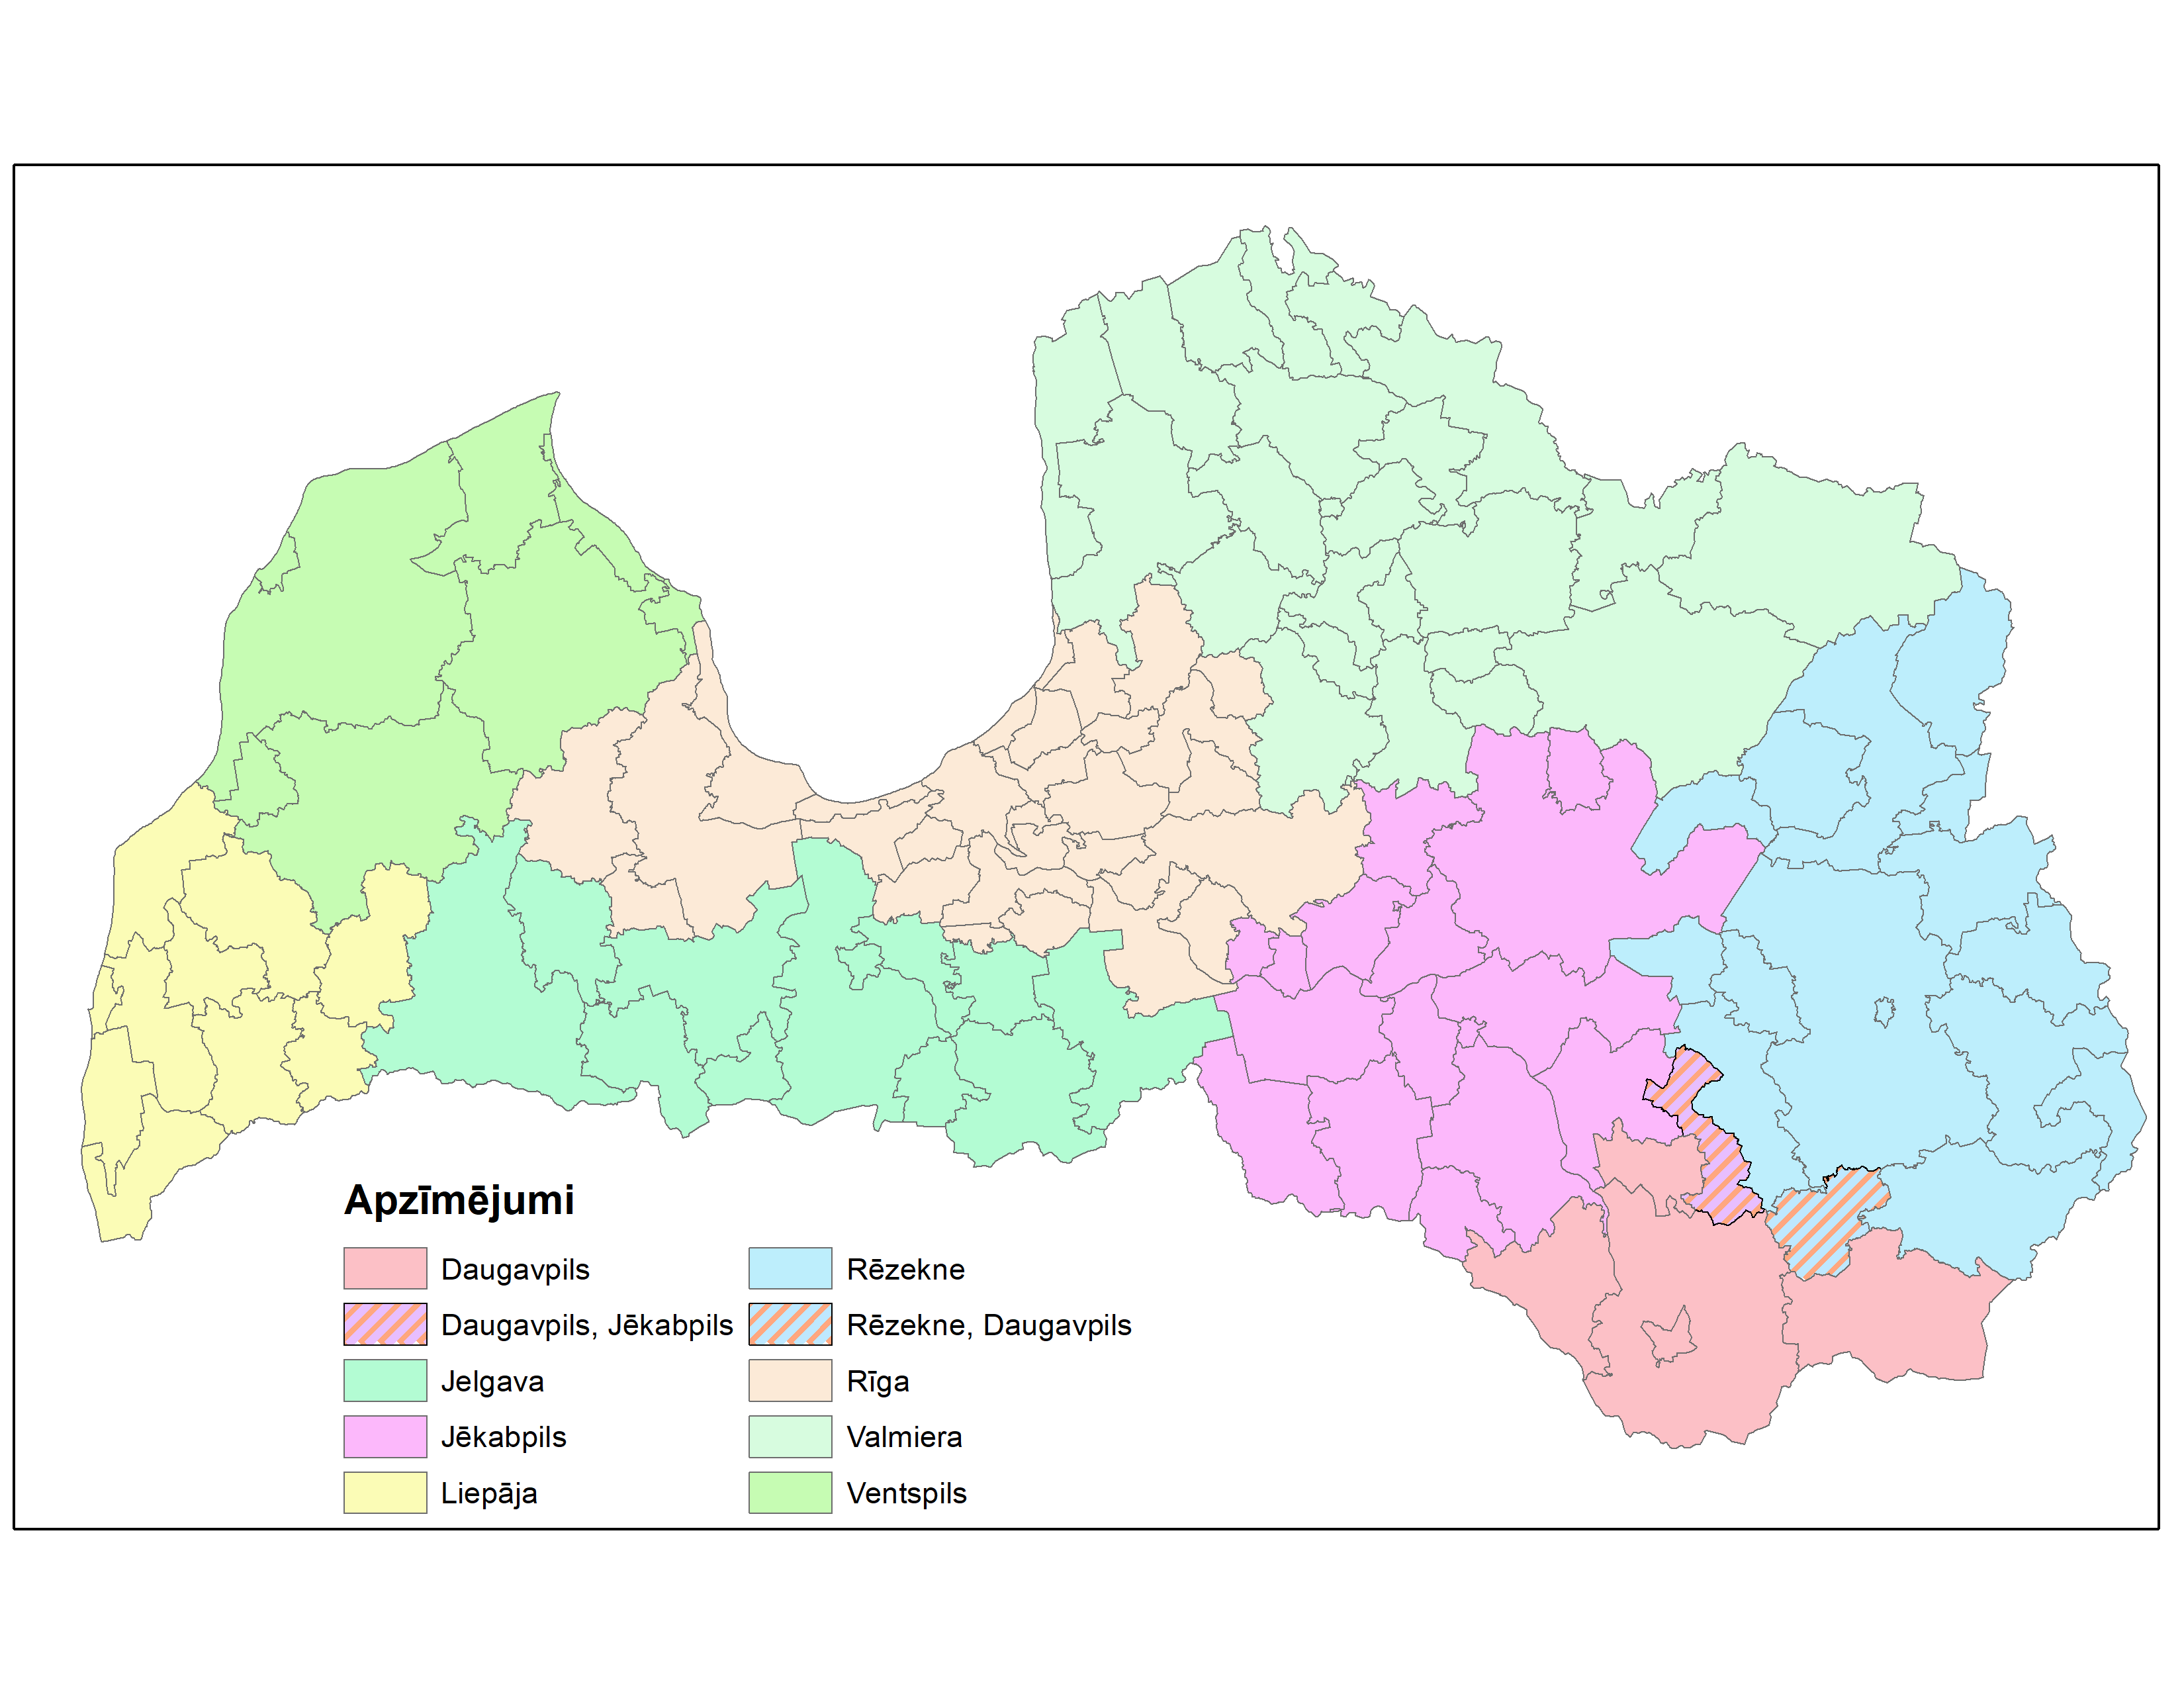 Apzīmējumi
Daugavpils
Daugavpils, Jēkabpils
Jelgava
Jēkabpils
Liepāja
Rēzekne
Rēzekne, Daugavpils
Rīga
Valmiera
Ventspils